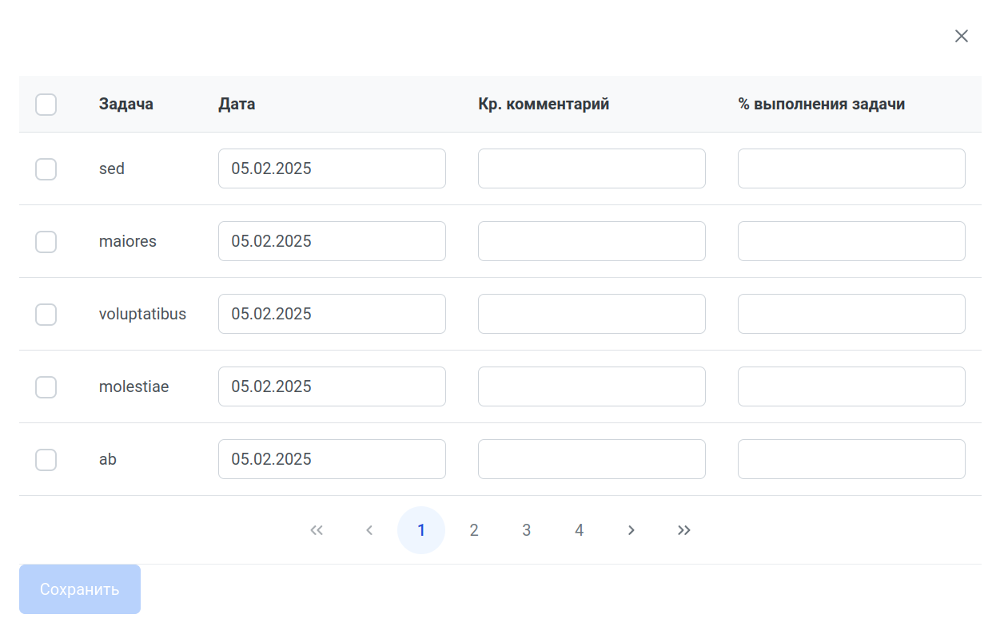 Задача Дата Кр. комментарий % выполнения задачи
sed 05.02.2025
maiores 05.02.2025
voluptatibus 05.02.2025
molestiae 05.02.2025
ab 05.02.2025
1 2 3 4
Сохранить